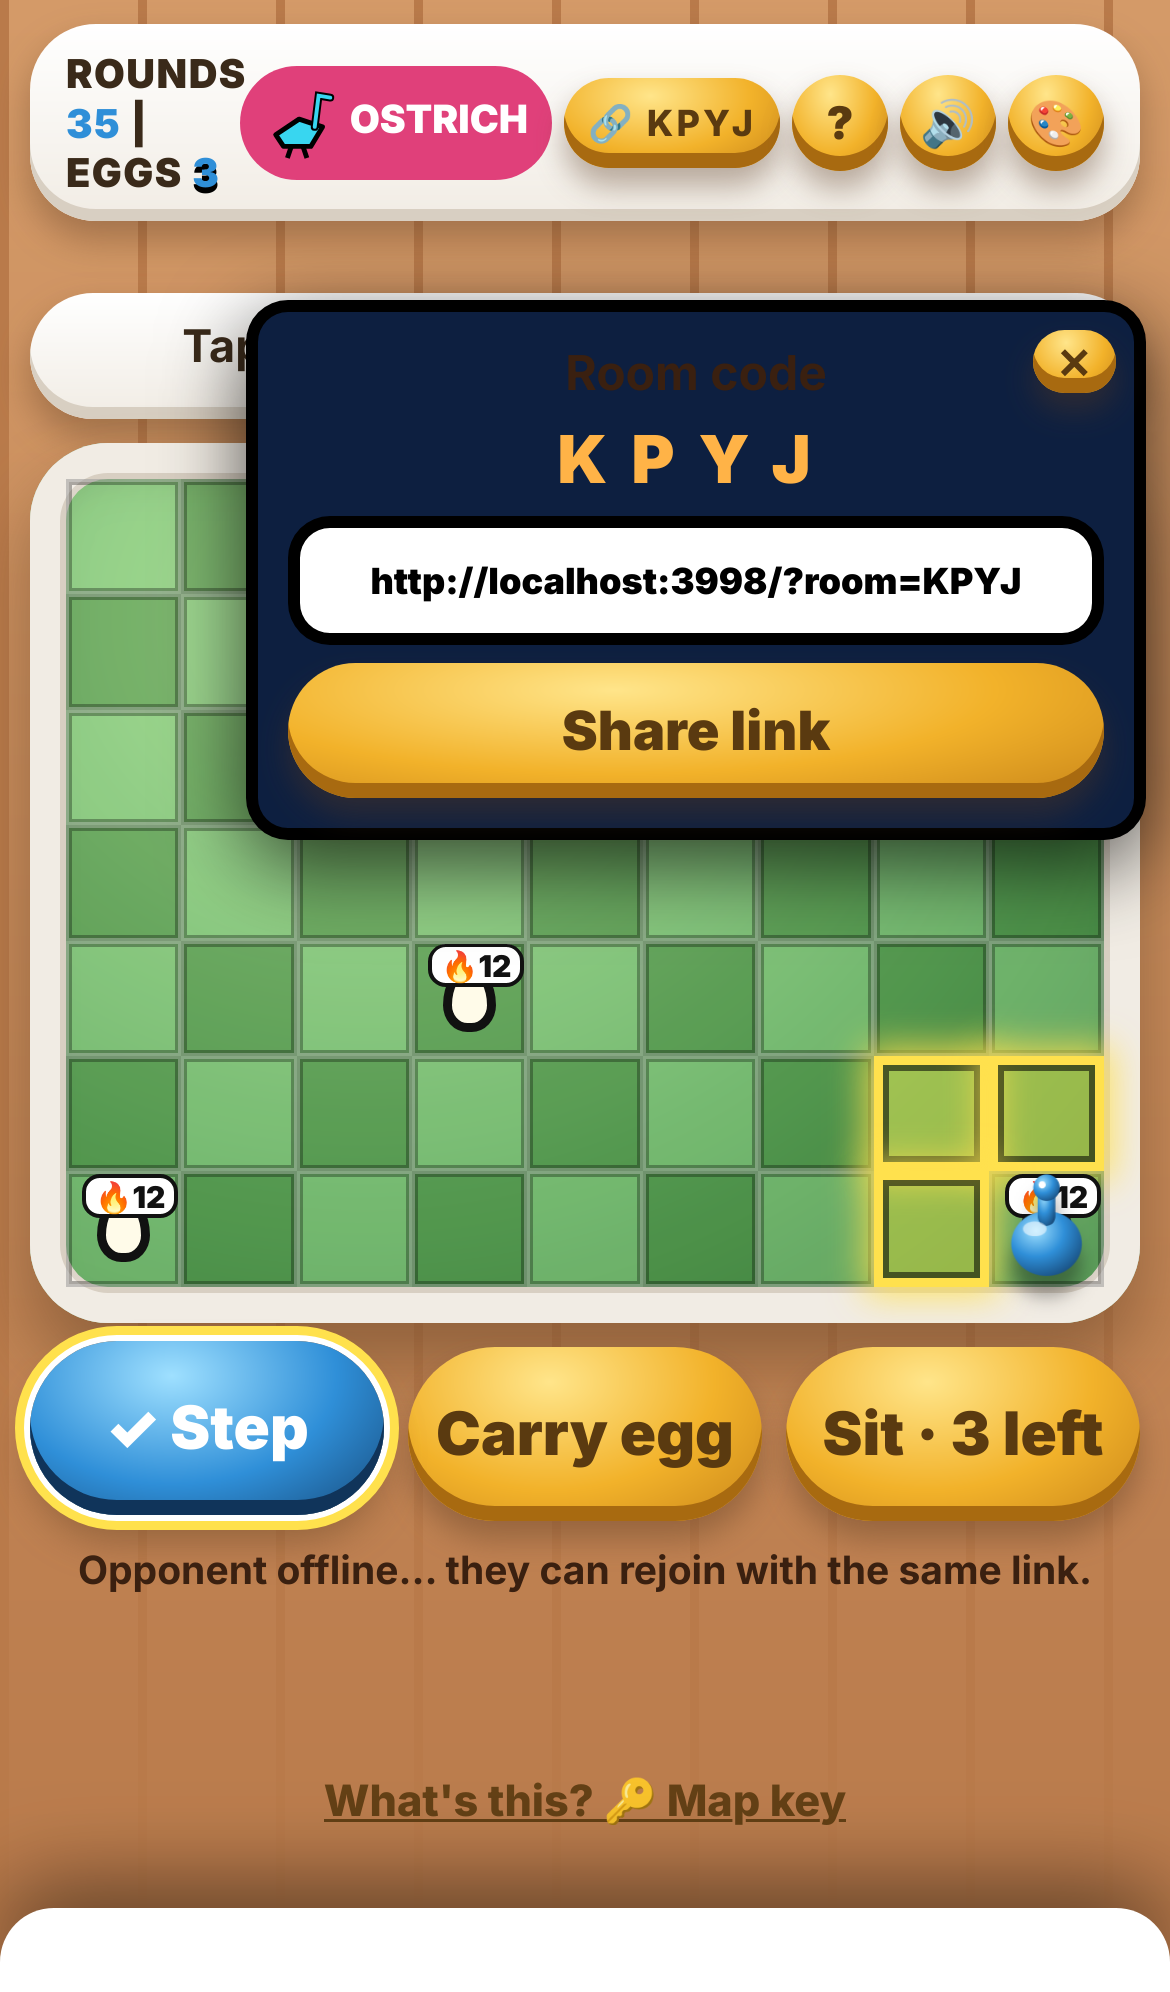 ROUNDS
35 |
EGGS 3
OSTRICH
KPYJ
?
Tap
Room code
×
KPYJ
http://localhost:3998/?room=KPYJ
Share link
12
12
12
✓ Step
Carry egg
Sit · 3 left
Opponent offline... they can rejoin with the same link.
What's this? 🔑 Map key